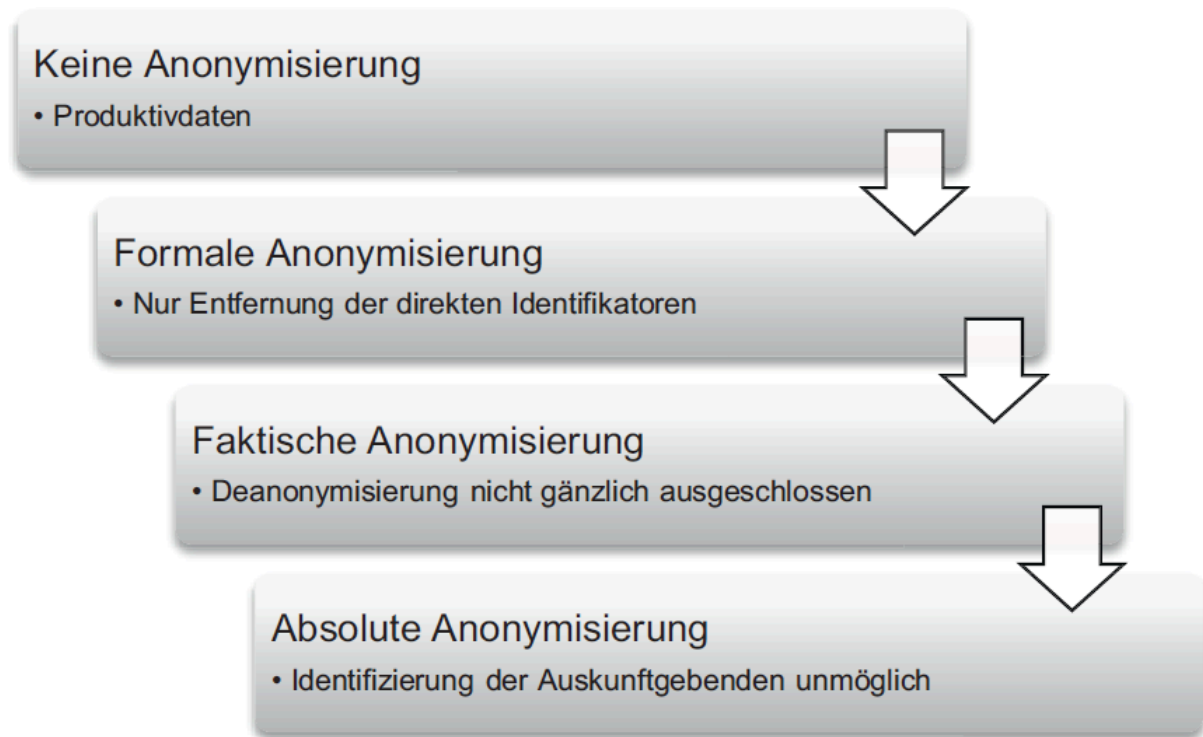 Keine Anonymisierung
• Produktivdaten
Formale Anonymisierung
• Nur Entfernung der direkten Identifikatoren
Faktische Anonymisierung
• Deanonymisierung nicht gänzlich ausgeschlossen
Absolute Anonymisierung
• Identifizierung der Auskunftgebenden unmöglich